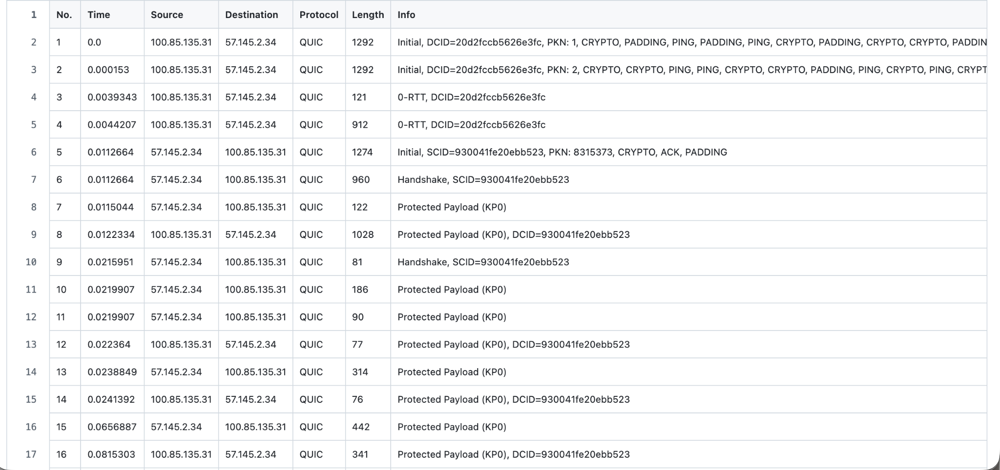 1 No. Time Source Destination Protocol Length Info
2 1 0.0 100.85.135.31 57.145.2.34 QUIC 1292 Initial, DCID=20d2fccb5626e3fc, PKN: 1, CRYPTO, PADDING, PING, PADDING, PING, CRYPTO, PADDING, CRYPTO, CRYPTO, PADDIN
3 2 0.000153 100.85.135.31 57.145.2.34 QUIC 1292 Initial, DCID=20d2fccb5626e3fc, PKN: 2, CRYPTO, CRYPTO, PING, PING, CRYPTO, CRYPTO, PADDING, PING, CRYPTO, PING, CRYPT
4 3 0.0039343 100.85.135.31 57.145.2.34 QUIC 121 0-RTT, DCID=20d2fccb5626e3fc
5 4 0.0044207 100.85.135.31 57.145.2.34 QUIC 912 0-RTT, DCID=20d2fccb5626e3fc
6 5 0.0112664 57.145.2.34 100.85.135.31 QUIC 1274 Initial, SCID=930041fe20ebb523, PKN: 8315373, CRYPTO, ACK, PADDING
7 6 0.0112664 57.145.2.34 100.85.135.31 QUIC 960 Handshake, SCID=930041fe20ebb523
8 7 0.0115044 57.145.2.34 100.85.135.31 QUIC 122 Protected Payload (KP0)
9 8 0.0122334 100.85.135.31 57.145.2.34 QUIC 1028 Protected Payload (KP0), DCID=930041fe20ebb523
10 9 0.0215951 57.145.2.34 100.85.135.31 QUIC 81 Handshake, SCID=930041fe20ebb523
11 10 0.0219907 57.145.2.34 100.85.135.31 QUIC 186 Protected Payload (KP0)
12 11 0.0219907 57.145.2.34 100.85.135.31 QUIC 90 Protected Payload (KP0)
13 12 0.022364 100.85.135.31 57.145.2.34 QUIC 77 Protected Payload (KP0), DCID=930041fe20ebb523
14 13 0.0238849 57.145.2.34 100.85.135.31 QUIC 314 Protected Payload (KP0)
15 14 0.0241392 100.85.135.31 57.145.2.34 QUIC 76 Protected Payload (KP0), DCID=930041fe20ebb523
16 15 0.0656887 57.145.2.34 100.85.135.31 QUIC 442 Protected Payload (KP0)
17 16 0.0815303 100.85.135.31 57.145.2.34 QUIC 341 Protected Payload (KP0), DCID=930041fe20ebb523